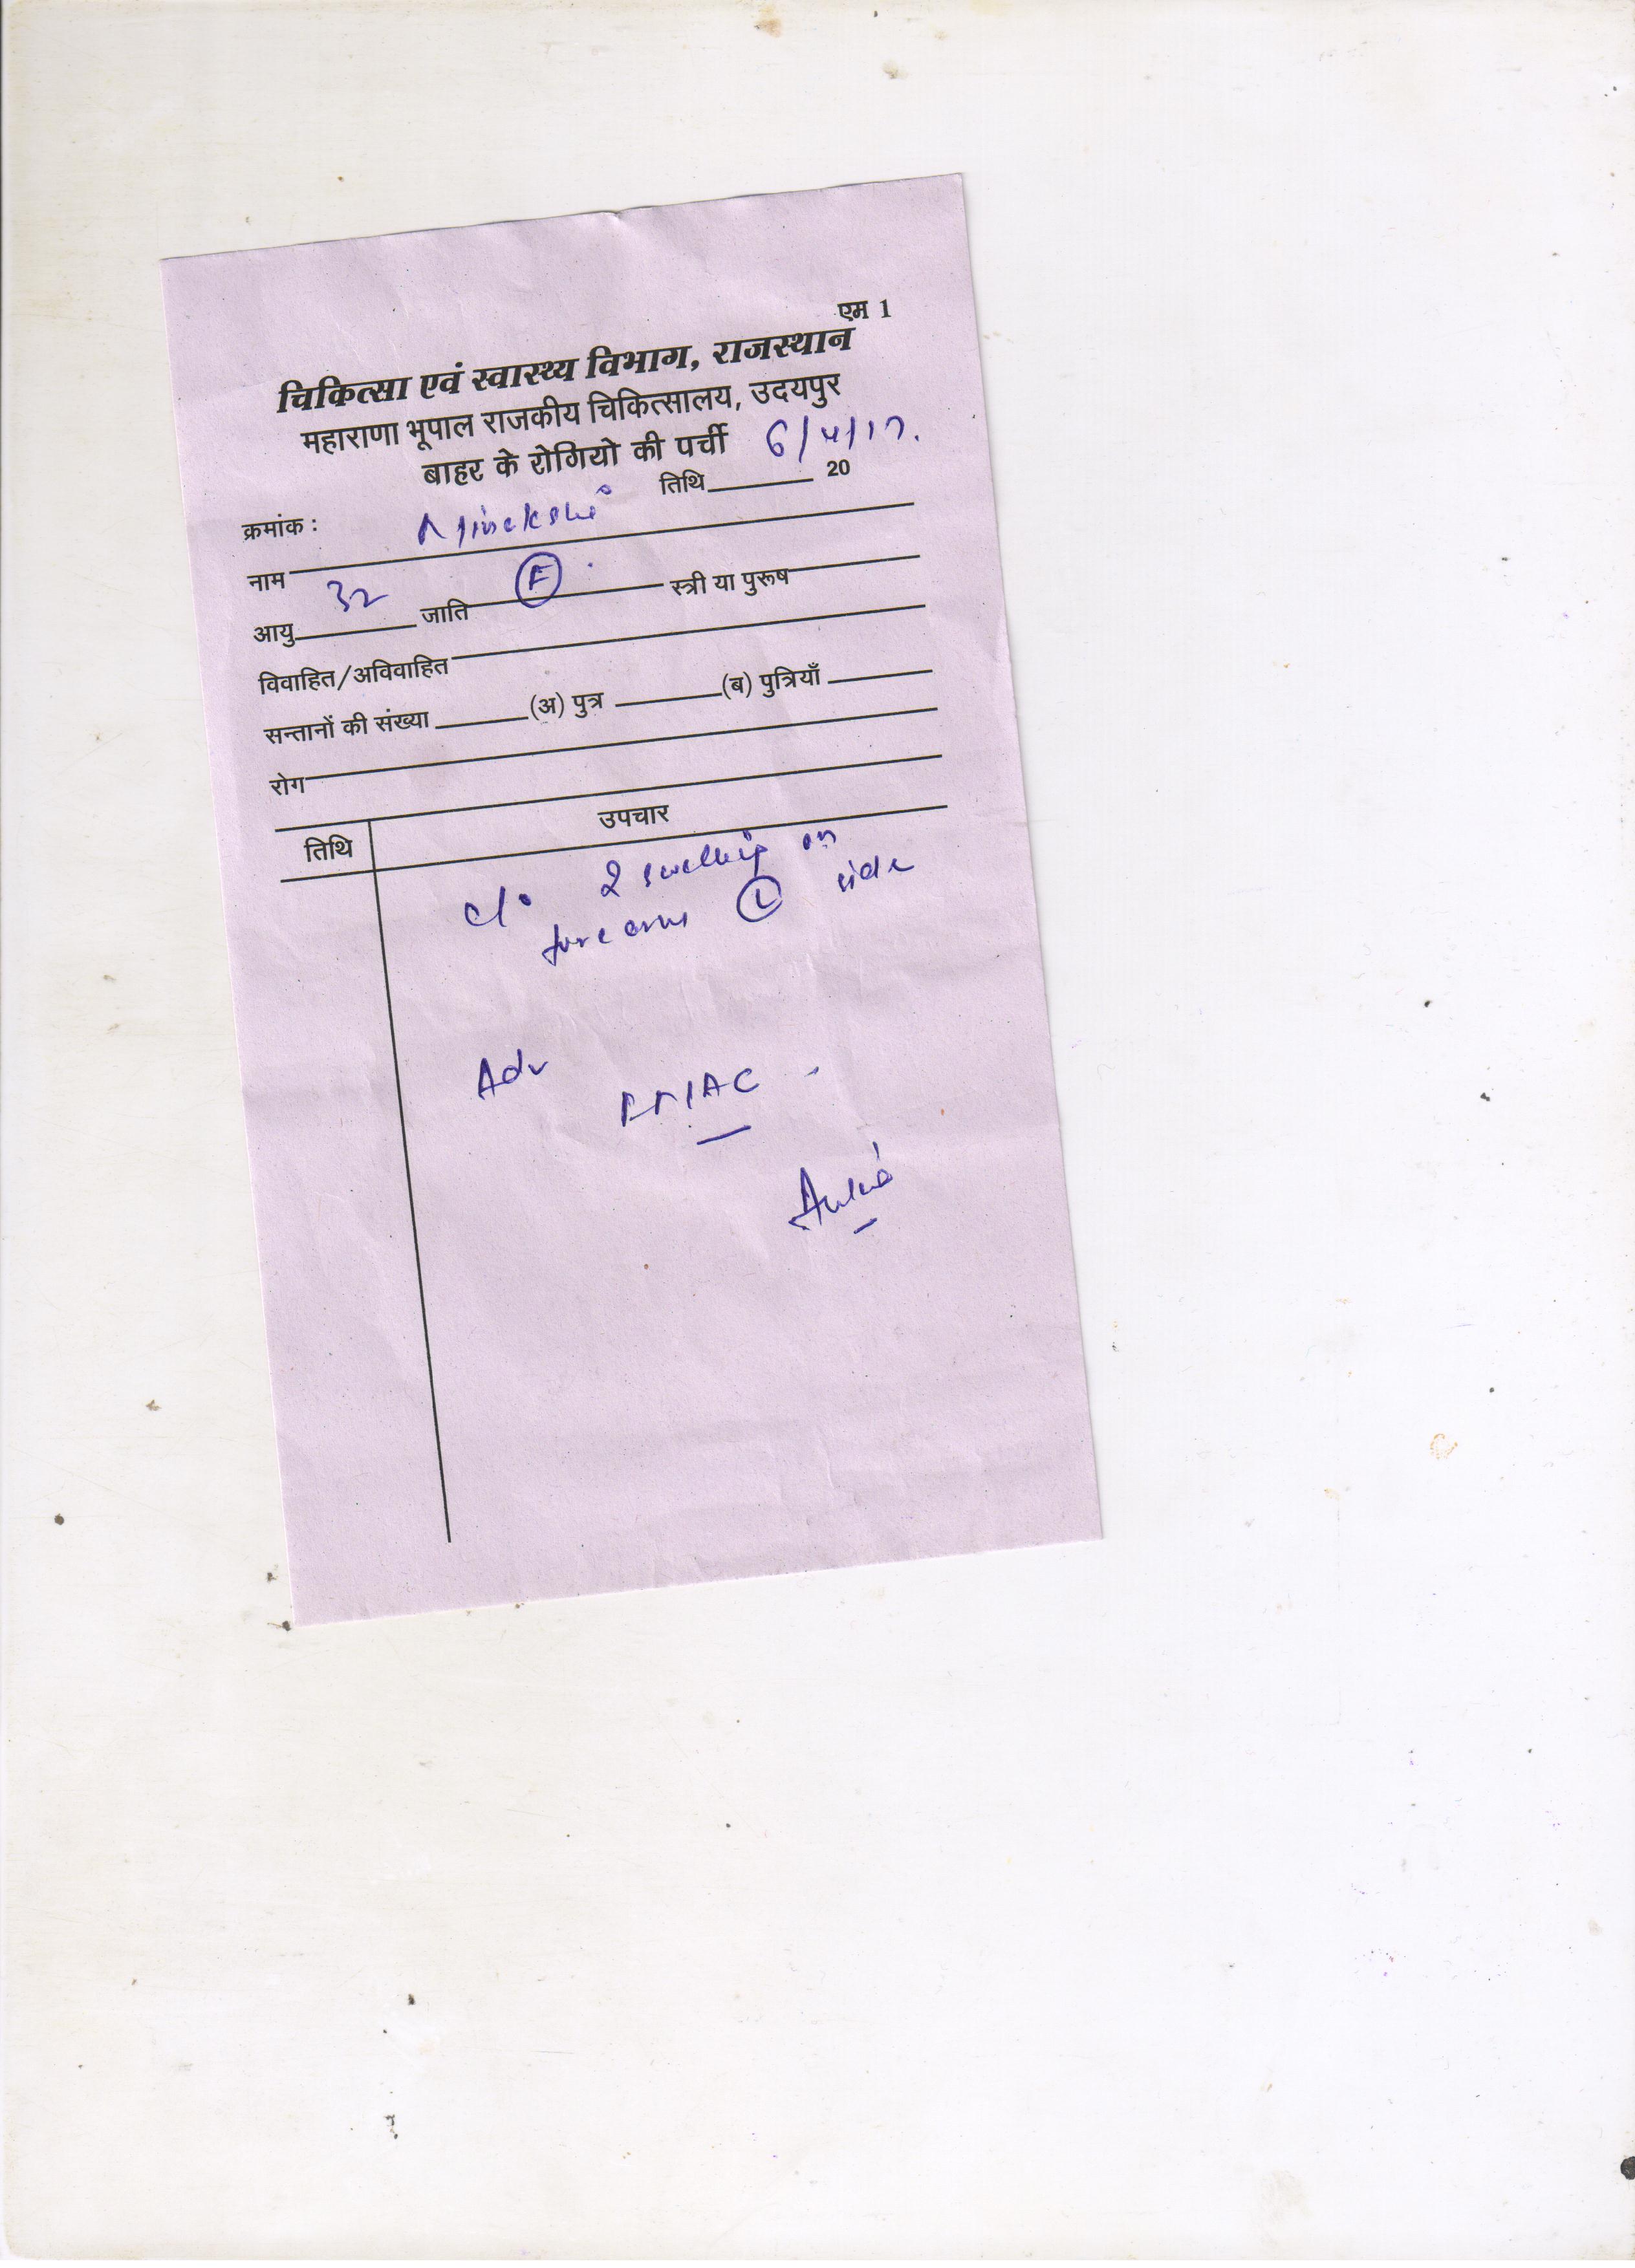 एम 1
चिकित्सा एवं स्वास्थ्य विभाग, राजस्थान
महाराणा भूपाल राजकीय चिकित्सालय, उदयपुर
बाहर के रोगियो की पर्ची 6/4/17.
तिथि 20
क्रमांक :
नाम
आयु 32 जाति F स्त्री या पुरूष
विवाहित/अविवाहित
सन्तानों की संख्या (अ) पुत्र (ब) पुत्रियाँ
रोग
तिथि उपचार
c/o 2 swelling on
forearm L side
Adv
FNAC